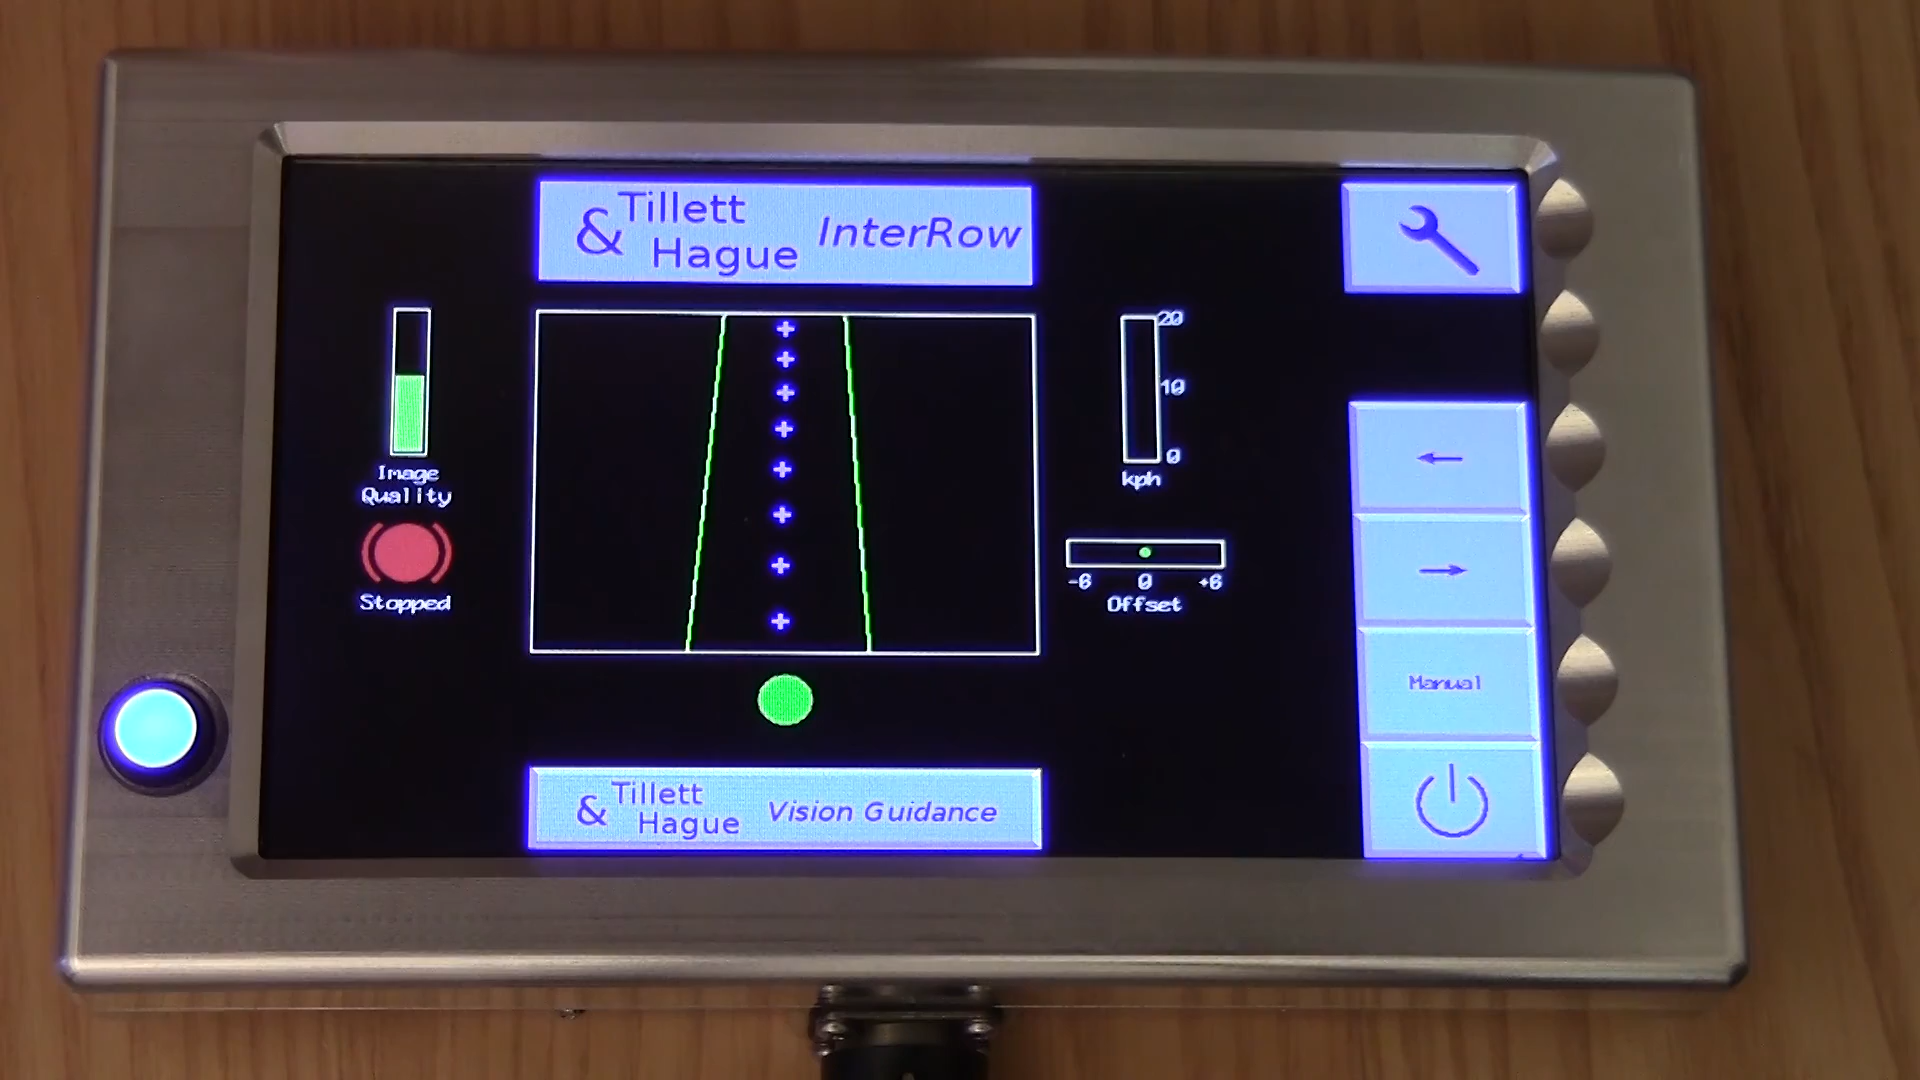 & Tillett
Hague
InterRow
Image
Quality
Stopped
20
10
0
kph
-6 0 +6
Offset
Manual
& Tillett
Hague
Vision Guidance